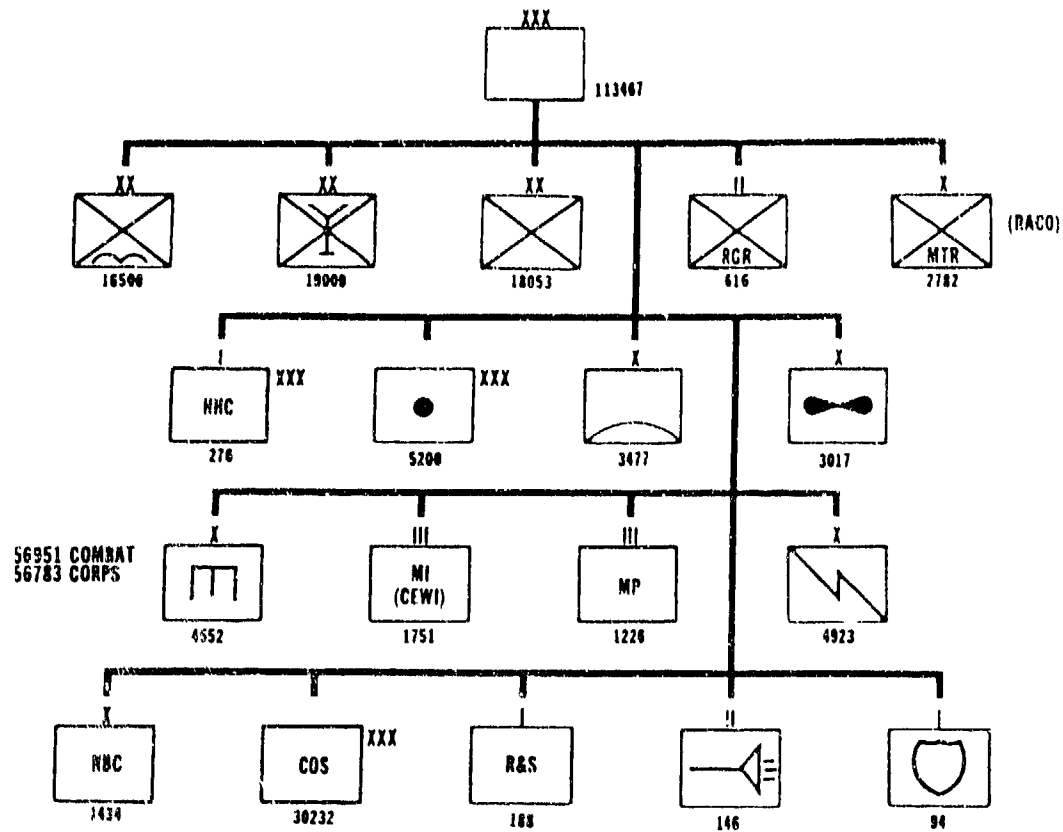 XXX
113467
XX XX XX II X
RGR MTR (RACO)
16500 19000 18053 616 2782
I XXX XXX X X
HHC
276 5200 3477 3017
X III III X
56951 COMBAT
56783 CORPS
MI
(CEWI)
MP
4552 1751 1226 4923
X XXX I II I
NBC COS R&S
1434 30232 188 146 94